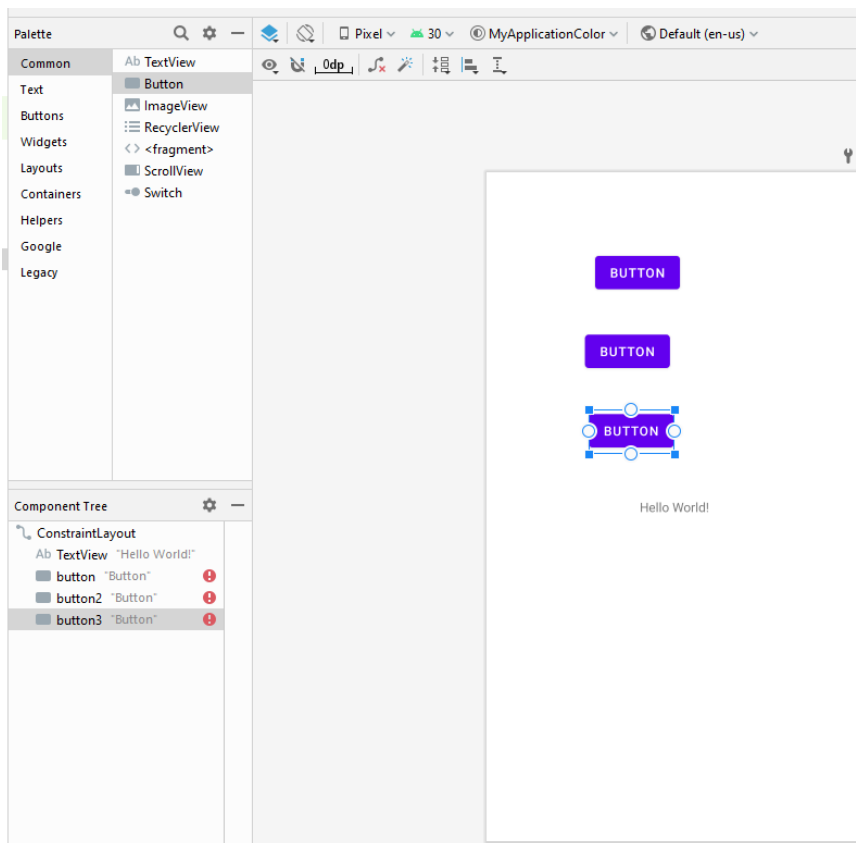 Palette
Pixel 30 MyApplicationColor Default (en-us)
Common
Text
Buttons
Widgets
Layouts
Containers
Helpers
Google
Legacy
Ab TextView
Button
ImageView
RecyclerView
<> <fragment>
ScrollView
Switch
0dp
BUTTON
BUTTON
BUTTON
Hello World!
Component Tree
ConstraintLayout
Ab TextView "Hello World!"
button "Button"
button2 "Button"
button3 "Button"